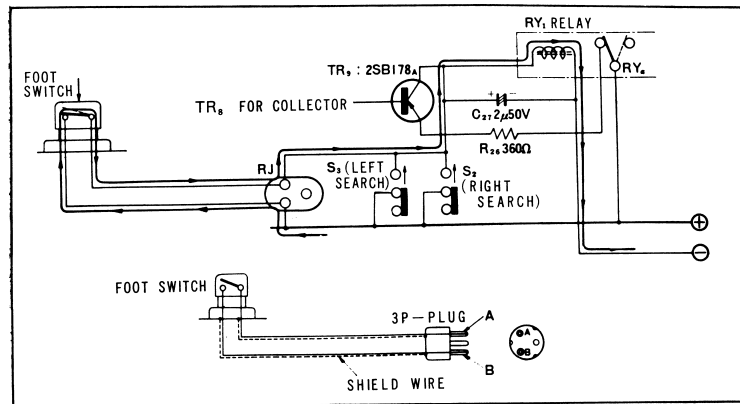 RY₁ RELAY
FOOT
SWITCH
TR₉ : 2SB178A
RYa
TR₈ FOR COLLECTOR
+
C₂₇ 2μ50V
R₂₆ 360Ω
RJ
S₃ (LEFT
SEARCH)
S₂
(RIGHT
SEARCH)
+
−
FOOT SWITCH
3P-PLUG
A
A
B
B
SHIELD WIRE